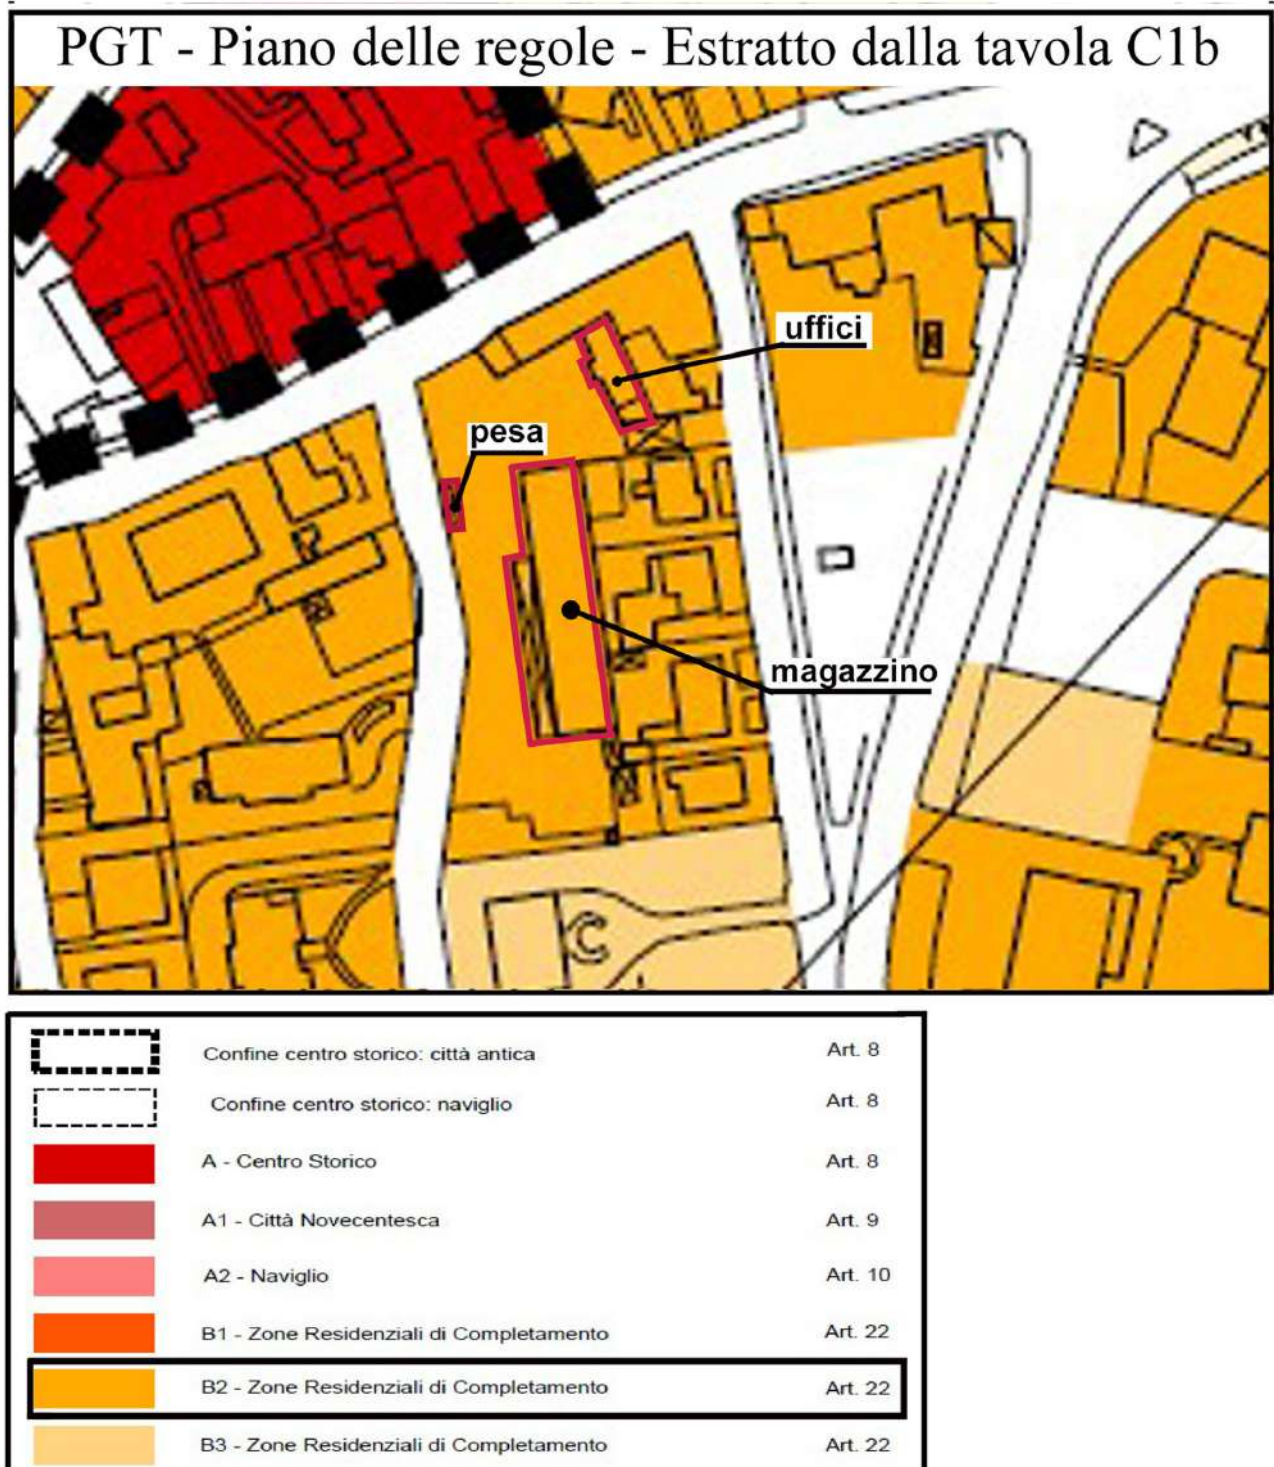 PGT - Piano delle regole - Estratto dalla tavola C1b
uffici
pesa
magazzino
Confine centro storico: città antica Art. 8
Confine centro storico: naviglio Art. 8
A - Centro Storico Art. 8
A1 - Città Novecentesca Art. 9
A2 - Naviglio Art. 10
B1 - Zone Residenziali di Completamento Art. 22
B2 - Zone Residenziali di Completamento Art. 22
B3 - Zone Residenziali di Completamento Art. 22